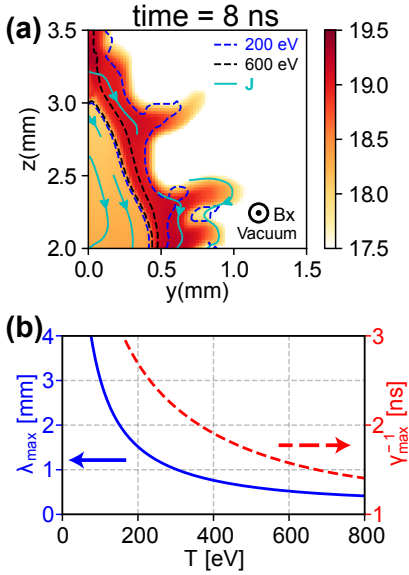 time = 8 ns
(a)
3.5
3.0
2.5
2.0
z(mm)
0.0 0.5 1.0 1.5
y(mm)
200 eV
600 eV
J
Bx
Vacuum
19.5
19.0
18.5
18.0
17.5
(b)
4
3
2
1
0
λmax [mm]
3
2
1
γ⁻¹max [ns]
0 200 400 600 800
T [eV]